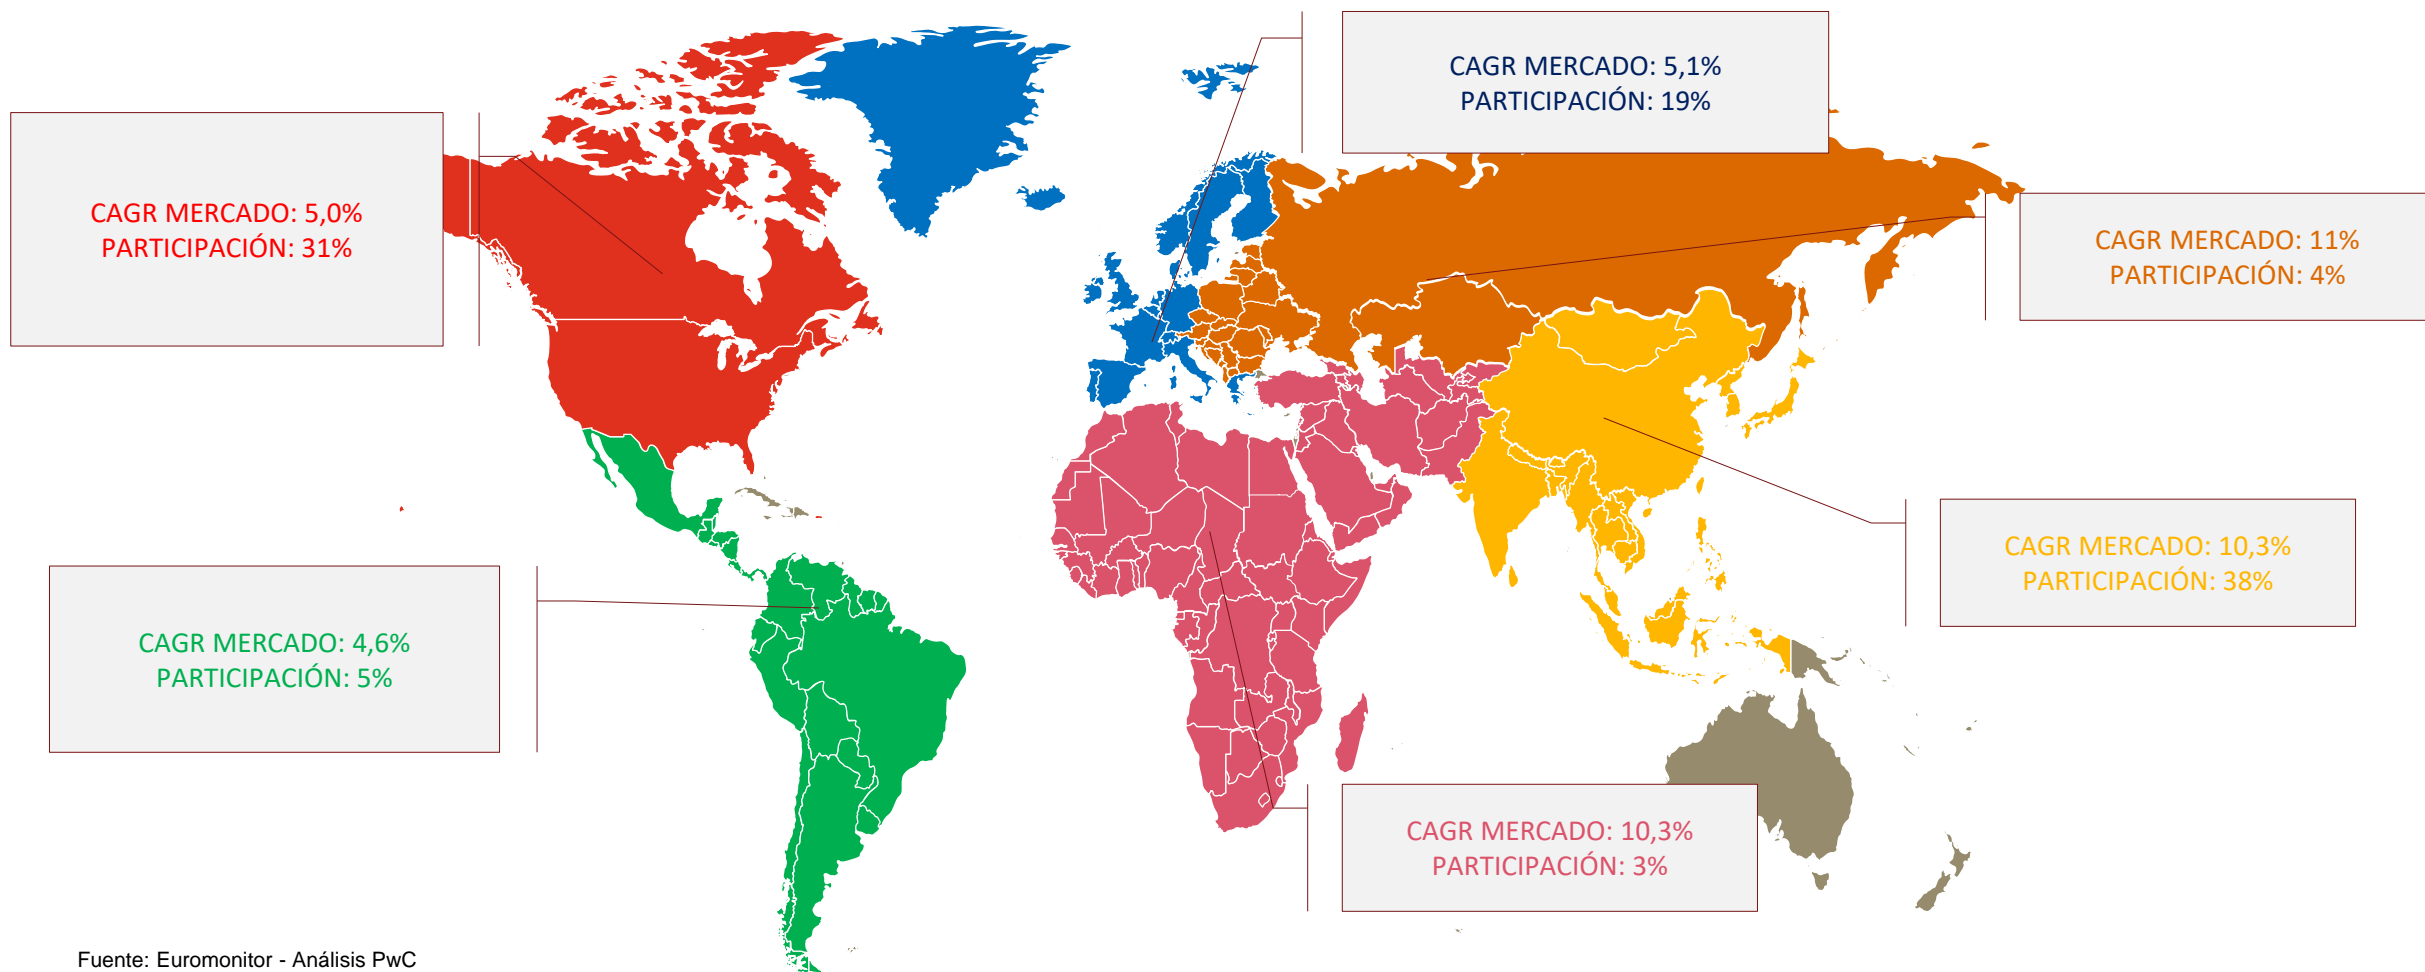 CAGR MERCADO: 5,1%
PARTICIPACIÓN: 19%
CAGR MERCADO: 5,0%
PARTICIPACIÓN: 31%
CAGR MERCADO: 11%
PARTICIPACIÓN: 4%
CAGR MERCADO: 10,3%
PARTICIPACIÓN: 38%
CAGR MERCADO: 4,6%
PARTICIPACIÓN: 5%
CAGR MERCADO: 10,3%
PARTICIPACIÓN: 3%
Fuente: Euromonitor - Análisis PwC